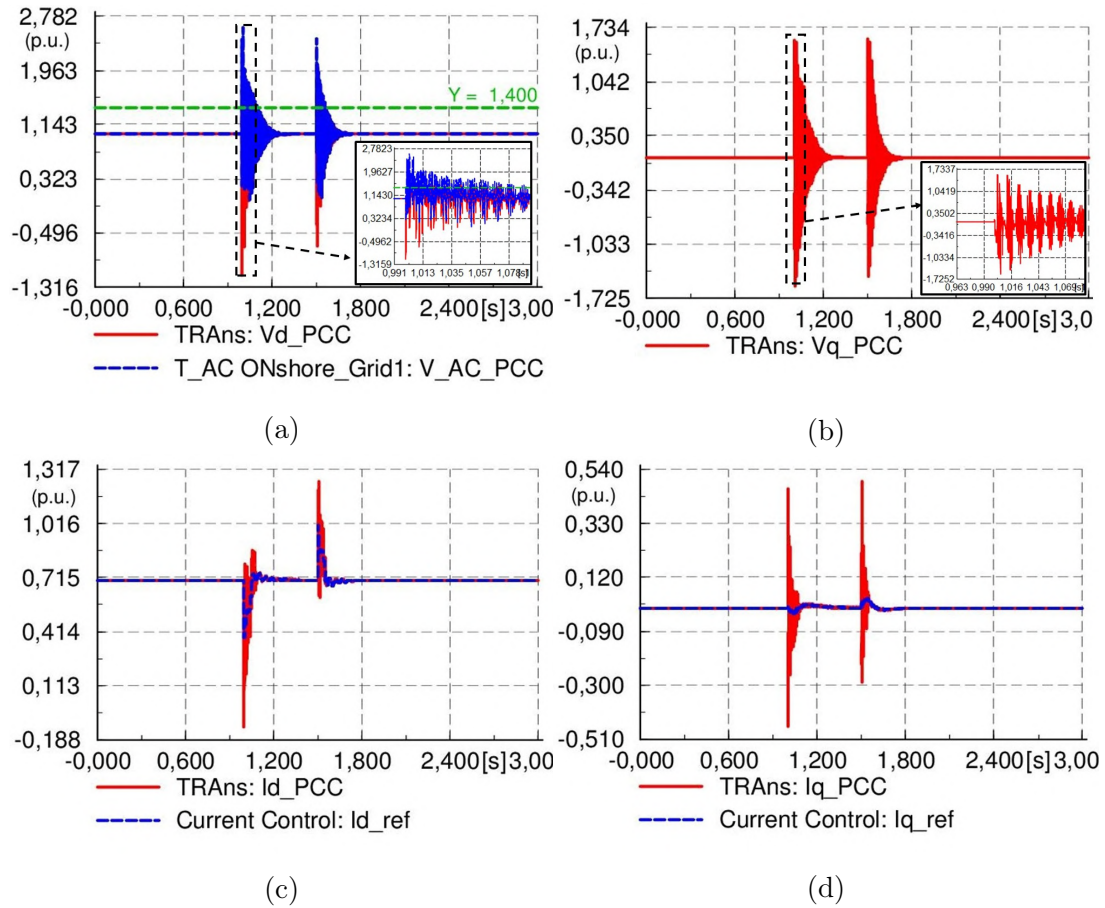 2,782
(p.u.)
1,963
1,143
0,323
-0,496
-1,316
Y = 1,400
2,7823
1,9627
1,1430
0,3234
-0,4962
-1,3159
0,991 1,013 1,035 1,057 1,078[s]
-0,000 0,600 1,200 1,800 2,400[s]3,00
TRAns: Vd_PCC
T_AC ONshore_Grid1: V_AC_PCC
(a)
1,734
(p.u.)
1,042
0,350
-0,342
-1,033
-1,725
1,7337
1,0419
0,3502
-0,3416
-1,0334
-1,7252
0,963 0,990 1,016 1,043 1,069[s]
-0,000 0,600 1,200 1,800 2,400[s]3,0
TRAns: Vq_PCC
(b)
1,317
(p.u.)
1,016
0,715
0,414
0,113
-0,188
-0,000 0,600 1,200 1,800 2,400[s]3,00
TRAns: Id_PCC
Current Control: Id_ref
(c)
0,540
(p.u.)
0,330
0,120
-0,090
-0,300
-0,510
-0,000 0,600 1,200 1,800 2,400[s]3,00
TRAns: Iq_PCC
Current Control: Iq_ref
(d)